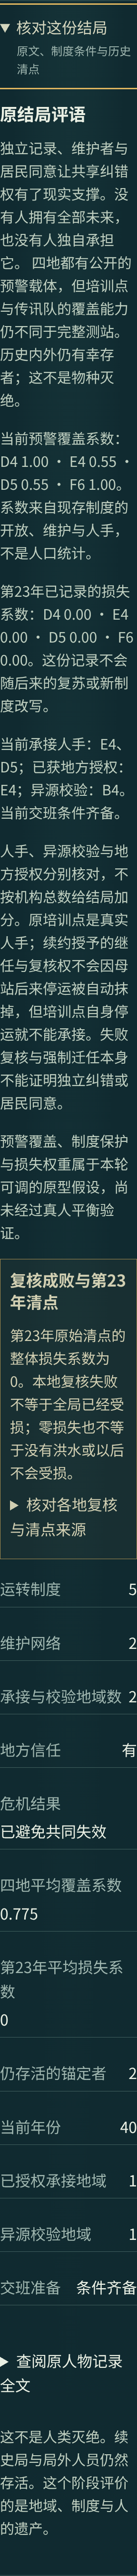 ▼ 核对这份结局
原文、制度条件与历史
清点
原结局评语
独立记录、维护者与
居民同意让共享纠错
权有了现实支撑。没
有人拥有全部未来，
也没有人独自承担
它。 四地都有公开的
预警载体，但培训点
与传讯队的覆盖能力
仍不同于完整测站。
历史内外仍有幸存
者；这不是物种灭
绝。
当前预警覆盖系数：
D4 1.00 · E4 0.55 ·
D5 0.55 · F6 1.00。
系数来自现存制度的
开放、维护与人手，
不是人口统计。
第23年已记录的损失
系数：D4 0.00 · E4
0.00 · D5 0.00 · F6
0.00。这份记录不会
随后来的复苏或新制
度改写。
当前承接人手：E4、
D5；已获地方授权：
E4；异源校验：B4。
当前交班条件齐备。
人手、异源校验与地
方授权分别核对，不
按机构总数给结局加
分。原培训点是真实
人手；续约授予的继
任与复核权不会因母
站后来停运被自动抹
掉，但培训点自身停
运就不能承接。失败
复核与强制迁任本身
不能证明独立纠错或
居民同意。
预警覆盖、制度保护
与损失权重属于本轮
可调的原型假设，尚
未经过真人平衡验
证。
复核成败与第23
年清点
第23年原始清点的
整体损失系数为
0。本地复核失败
不等于全局已经受
损；零损失也不等
于没有洪水或以后
不会受损。
▶ 核对各地复核
与清点来源
运转制度 5
维护网络 2
承接与校验地域数 2
地方信任 有
危机结果
已避免共同失效
四地平均覆盖系数
0.775
第23年平均损失系
数
0
仍存活的锚定者 2
当前年份 40
已授权承接地域 1
异源校验地域 1
交班准备 条件齐备
▶ 查阅原人物记录
全文
这不是人类灭绝。续
史局与局外人员仍然
存活。这个阶段评价
的是地域、制度与人
的遗产。